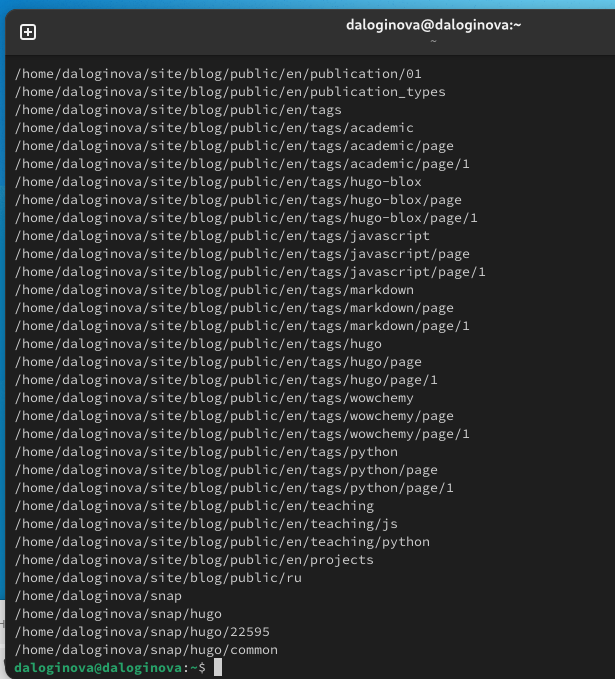 daloginova@daloginova:~
~
/home/daloginova/site/blog/public/en/publication/01
/home/daloginova/site/blog/public/en/publication_types
/home/daloginova/site/blog/public/en/tags
/home/daloginova/site/blog/public/en/tags/academic
/home/daloginova/site/blog/public/en/tags/academic/page
/home/daloginova/site/blog/public/en/tags/academic/page/1
/home/daloginova/site/blog/public/en/tags/hugo-blox
/home/daloginova/site/blog/public/en/tags/hugo-blox/page
/home/daloginova/site/blog/public/en/tags/hugo-blox/page/1
/home/daloginova/site/blog/public/en/tags/javascript
/home/daloginova/site/blog/public/en/tags/javascript/page
/home/daloginova/site/blog/public/en/tags/javascript/page/1
/home/daloginova/site/blog/public/en/tags/markdown
/home/daloginova/site/blog/public/en/tags/markdown/page
/home/daloginova/site/blog/public/en/tags/markdown/page/1
/home/daloginova/site/blog/public/en/tags/hugo
/home/daloginova/site/blog/public/en/tags/hugo/page
/home/daloginova/site/blog/public/en/tags/hugo/page/1
/home/daloginova/site/blog/public/en/tags/wowchemy
/home/daloginova/site/blog/public/en/tags/wowchemy/page
/home/daloginova/site/blog/public/en/tags/wowchemy/page/1
/home/daloginova/site/blog/public/en/tags/python
/home/daloginova/site/blog/public/en/tags/python/page
/home/daloginova/site/blog/public/en/tags/python/page/1
/home/daloginova/site/blog/public/en/teaching
/home/daloginova/site/blog/public/en/teaching/js
/home/daloginova/site/blog/public/en/teaching/python
/home/daloginova/site/blog/public/en/projects
/home/daloginova/site/blog/public/ru
/home/daloginova/snap
/home/daloginova/snap/hugo
/home/daloginova/snap/hugo/22595
/home/daloginova/snap/hugo/common
daloginova@daloginova:~$